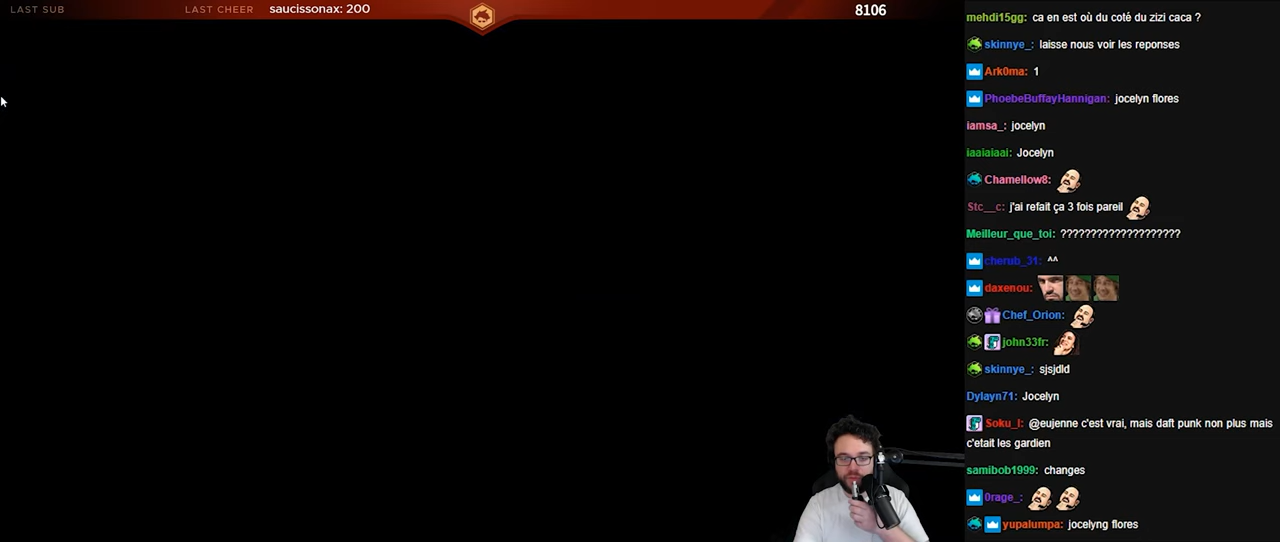 LAST SUB
LAST CHEER saucissonax: 200
8106
mehdi15gg: ca en est où du coté du zizi caca ?
skinnye_: laisse nous voir les reponses
Ark0ma: 1
PhoebeBuffayHannigan: jocelyn flores
iamsa_: jocelyn
iaaiaiaai: Jocelyn
Chamellow8:
Stc__c: j'ai refait ça 3 fois pareil
Meilleur_que_toi: ????????????????????
cherub_31: ^^
daxenou:
Chef_Orion:
john33fr:
skinnye_: sjsjdld
Dylayn71: Jocelyn
Soku_l: @eujenne c'est vrai, mais daft punk non plus mais
c'etait les gardien
samibob1999: changes
0rage_:
yupalumpa: jocelyng flores